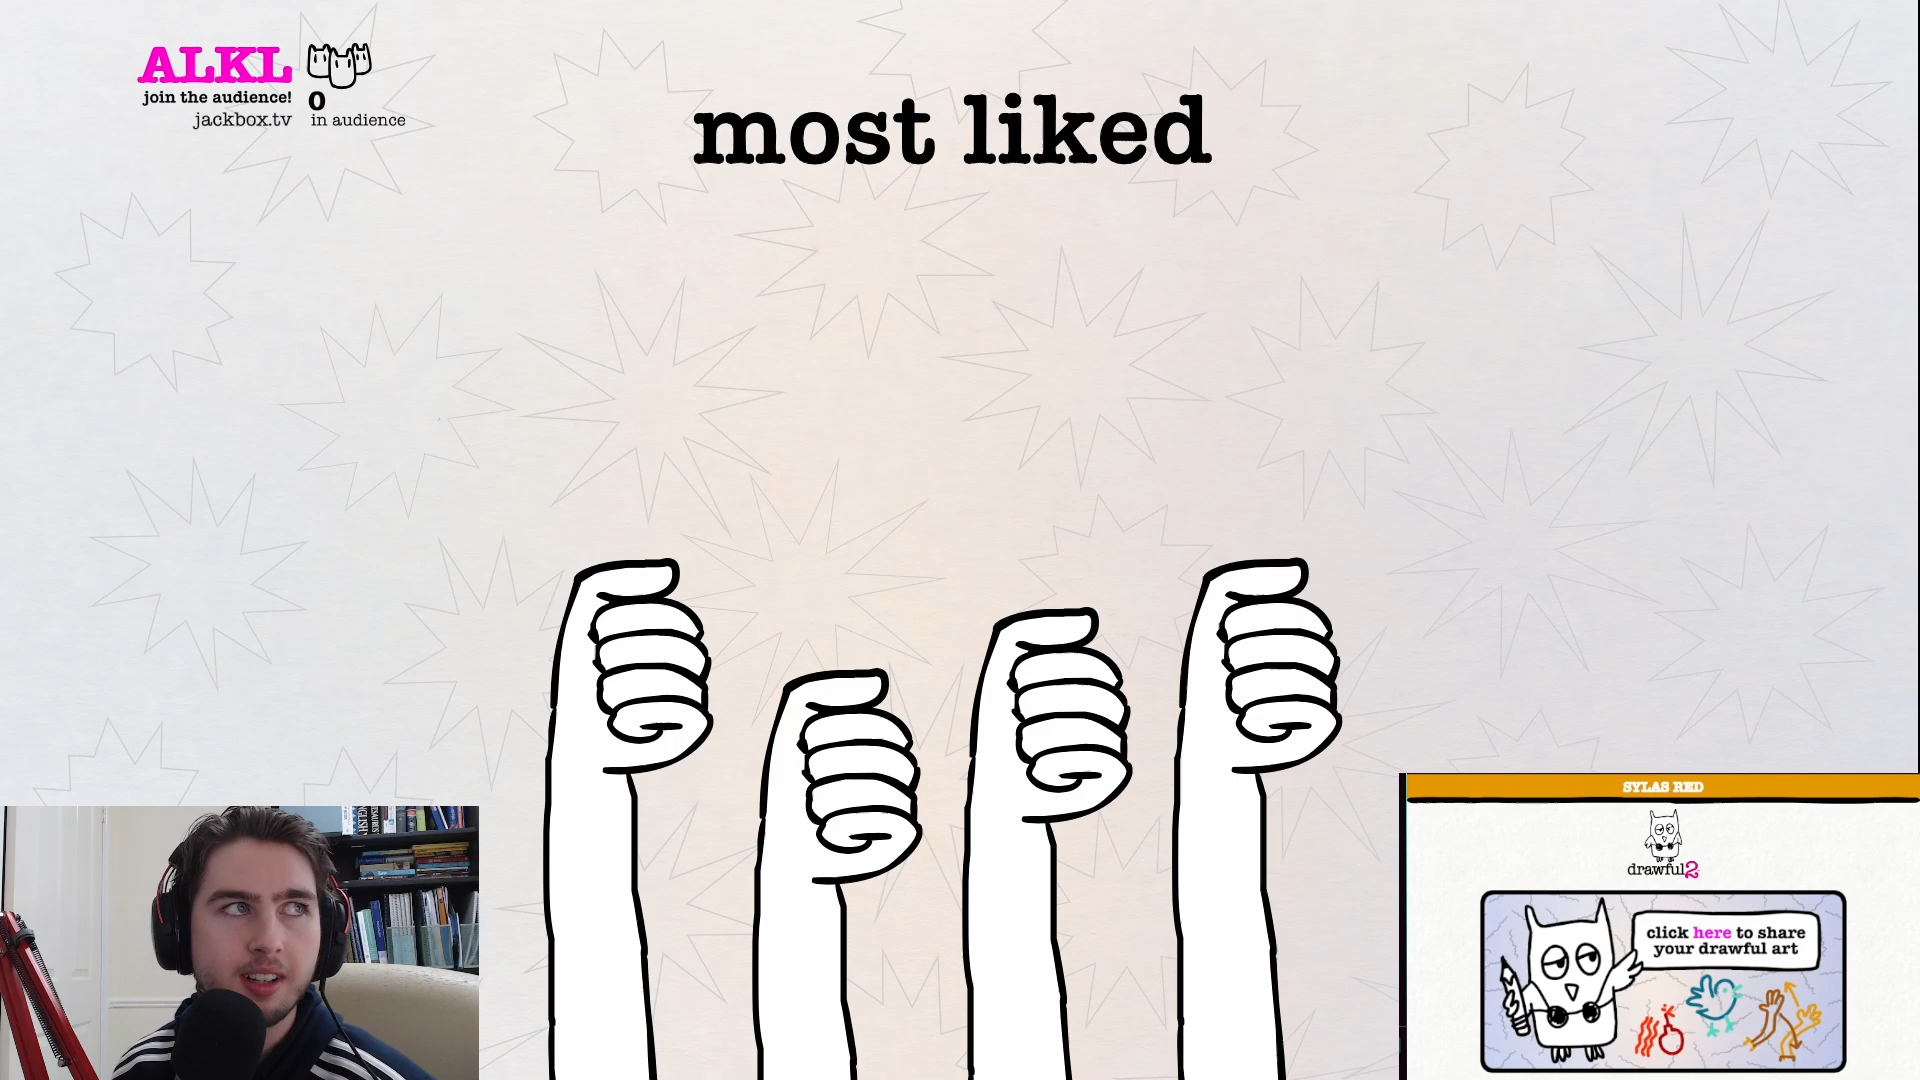 ALKL
join the audience!
jackbox.tv
0
in audience
most liked
SYLAS RED
drawful2
click here to share
your drawful art